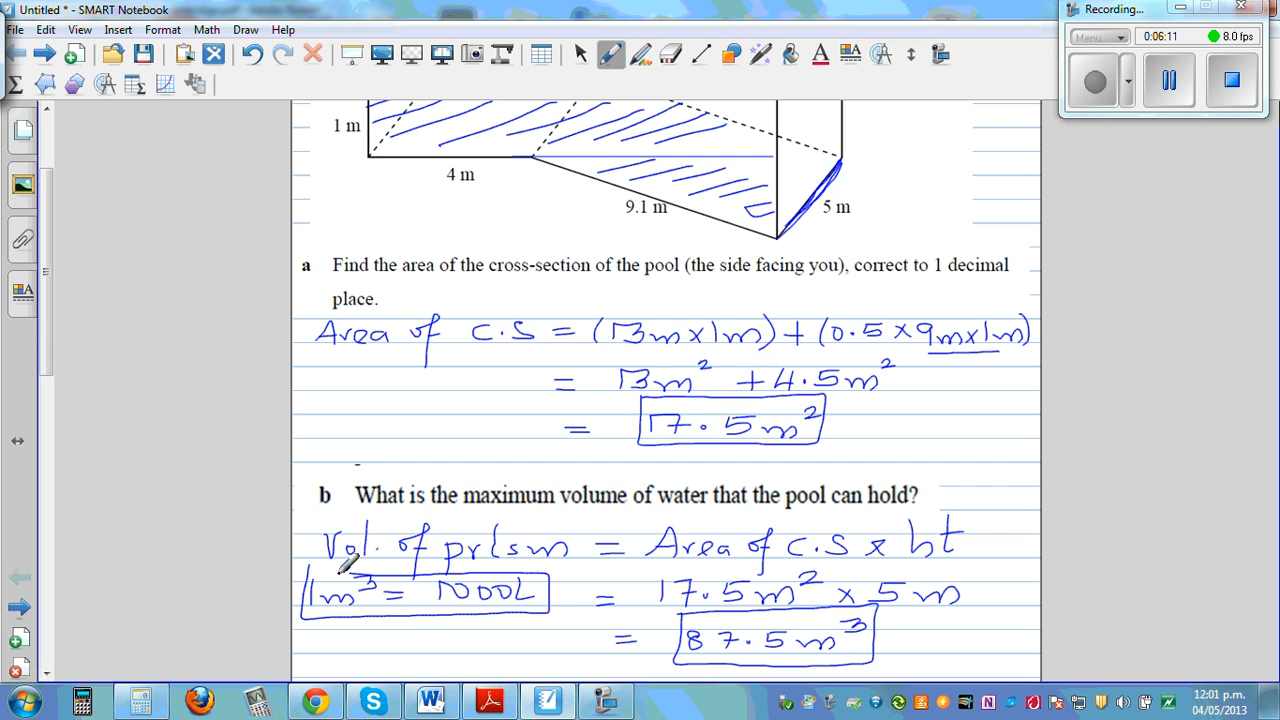 Untitled * - SMART Notebook
Recording...
File Edit View Insert Format Math Draw Help
Menu 0:06:11 8.0 fps
1 m
4 m
9.1 m
5 m
a Find the area of the cross-section of the pool (the side facing you), correct to 1 decimal
place.
Area of C.S = (13m x 1m) + (0.5 x 9m x 1m)
= 13m² + 4.5m²
= 17.5m²
b What is the maximum volume of water that the pool can hold?
Vol. of prism = Area of C.S x ht
1m³ = 1000L = 17.5m² x 5m
= 87.5m³
12:01 p.m.
04/05/2013